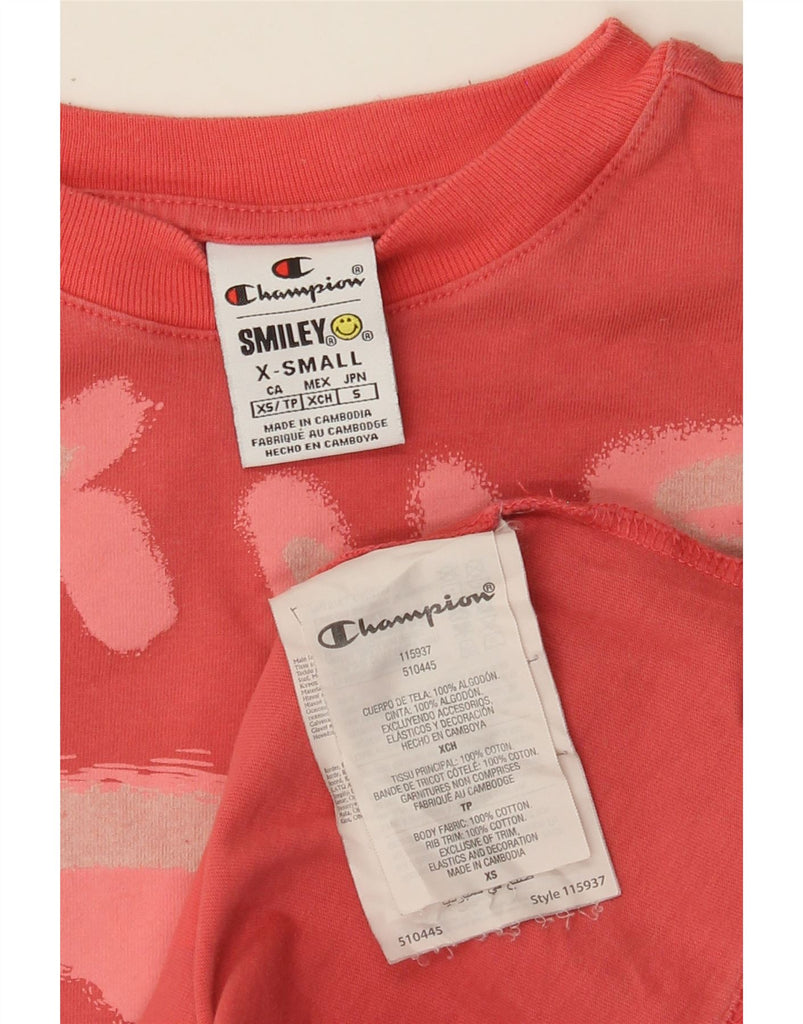 Champion®
SMILEY® ®
X-SMALL
CA MEX JPN
XS/TP XCH S
MADE IN CAMBODIA
FABRIQUÉ AU CAMBODGE
HECHO EN CAMBOYA
Champion®
115937
510445
CUERPO DE TELA: 100% ALGODÓN.
CINTA: 100% ALGODÓN.
EXCLUYENDO ACCESORIOS,
ELÁSTICOS Y DECORACIÓN
HECHO EN CAMBOYA
XCH
TISSU PRINCIPAL: 100% COTON.
BANDE DE TRICOT CÔTELÉ: 100% COTON.
GARNITURES NON COMPRISES
FABRIQUÉ AU CAMBODGE
TP
BODY FABRIC: 100% COTTON.
RIB TRIM: 100% COTTON.
EXCLUSIVE OF TRIM,
ELASTICS AND DECORATION
MADE IN CAMBODIA
XS
Style 115937
510445